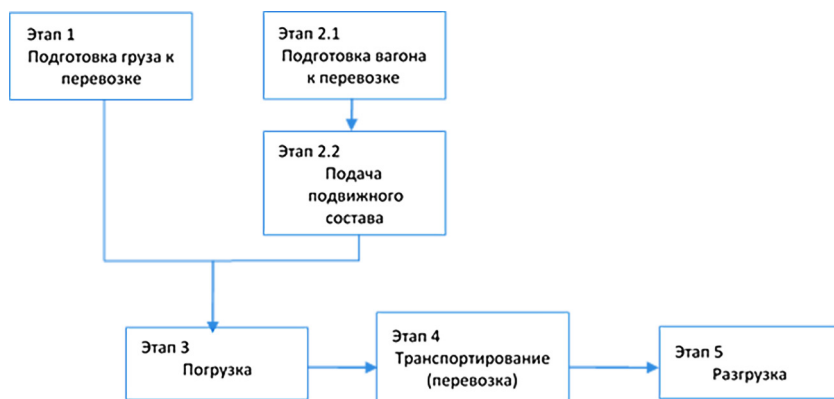 Этап 1
Подготовка груза к
перевозке
Этап 2.1
Подготовка вагона
к перевозке
Этап 2.2
Подача
подвижного
состава
Этап 3
Погрузка
Этап 4
Транспортирование
(перевозка)
Этап 5
Разгрузка